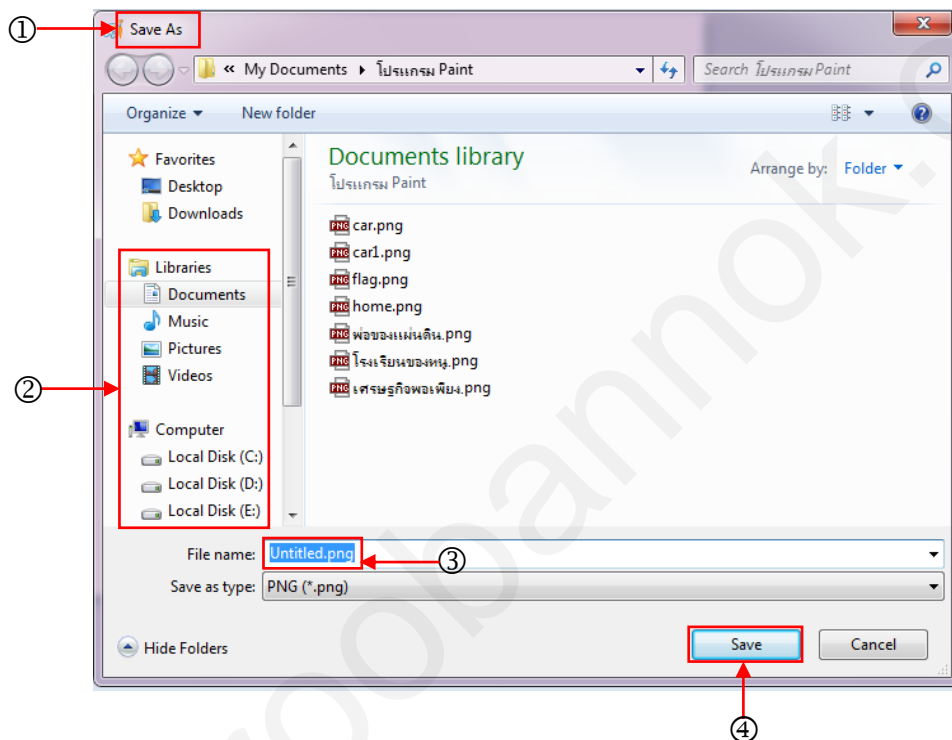 ① Save As
« My Documents ▸ โปรแกรม Paint
Search โปรแกรม Paint
Organize ▾ New folder
Favorites
Desktop
Downloads
Libraries
Documents
Music
Pictures
Videos
②
Computer
Local Disk (C:)
Local Disk (D:)
Local Disk (E:)
Documents library
โปรแกรม Paint
Arrange by: Folder ▾
car.png
car1.png
flag.png
home.png
พ่อของแผ่นดิน.png
โรงเรียนของหนู.png
เศรษฐกิจพอเพียง.png
File name: Untitled.png ③
Save as type: PNG (*.png)
Hide Folders
Save Cancel
④